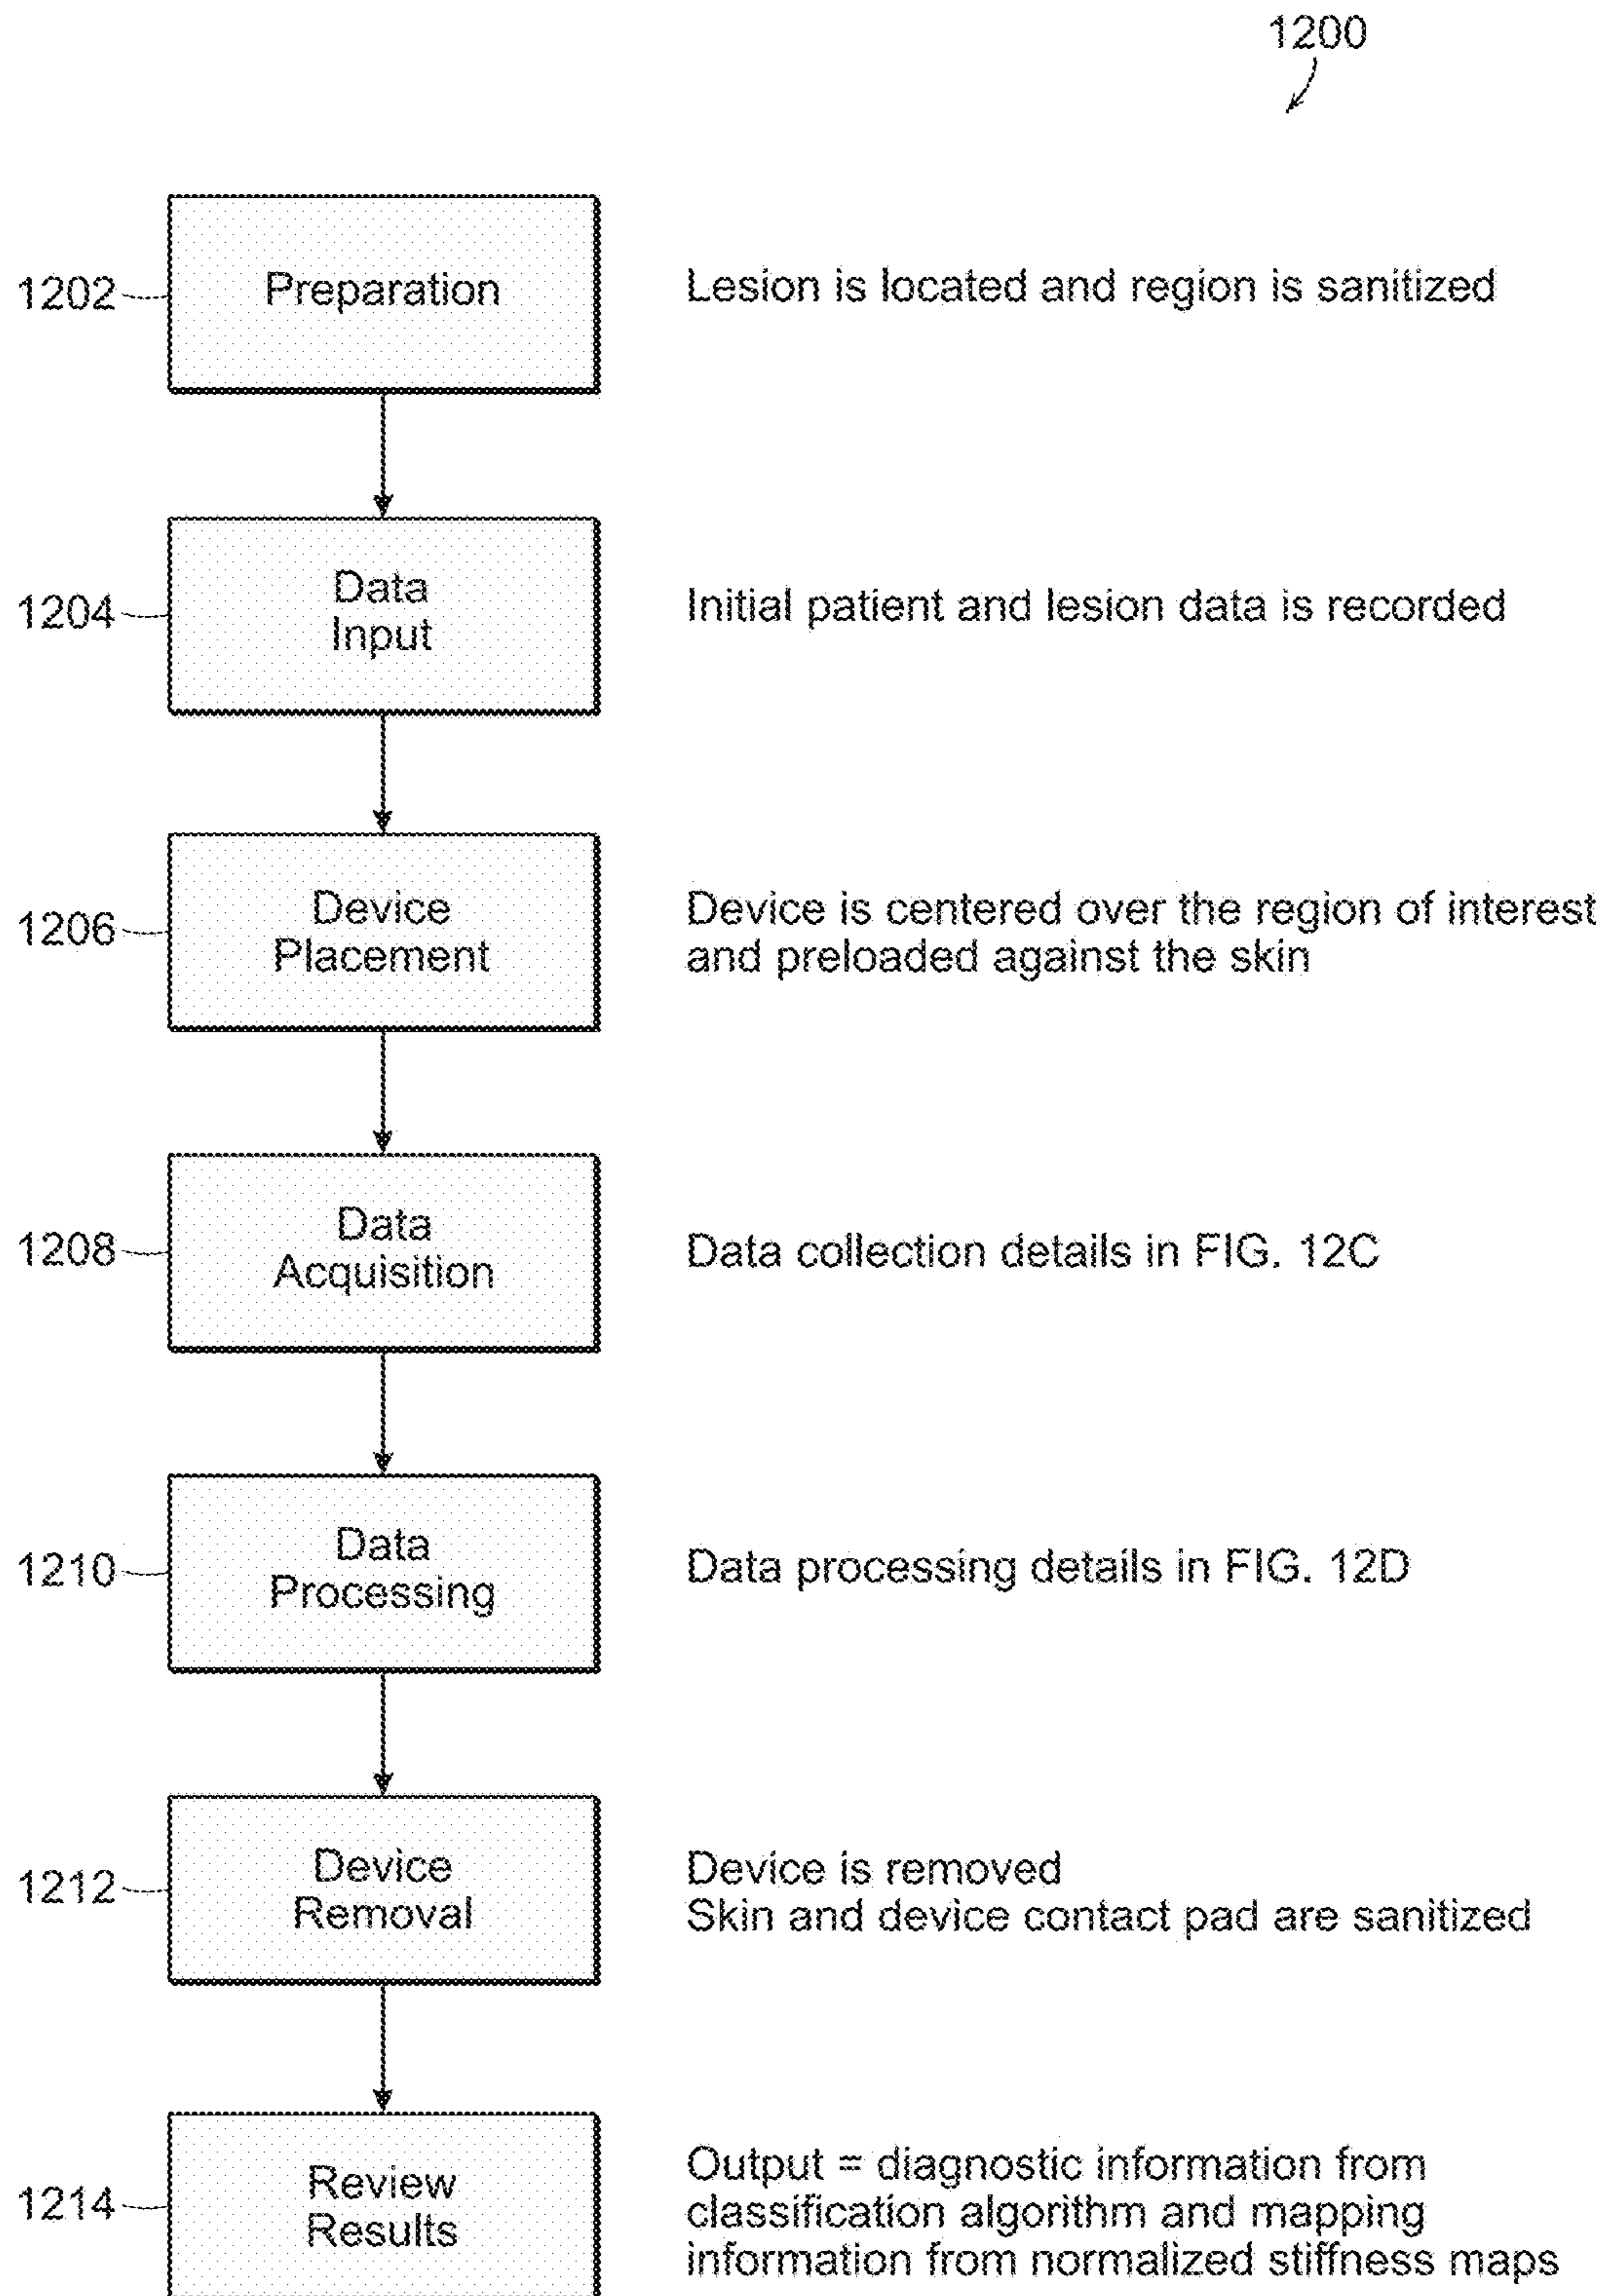 1200
1202
Preparation
Lesion is located and region is sanitized
1204
Data
Input
Initial patient and lesion data is recorded
1206
Device
Placement
Device is centered over the region of interest
and preloaded against the skin
1208
Data
Acquisition
Data collection details in FIG. 12C
1210
Data
Processing
Data processing details in FIG. 12D
1212
Device
Removal
Device is removed
Skin and device contact pad are sanitized
1214
Review
Results
Output = diagnostic information from
classification algorithm and mapping
information from normalized stiffness maps